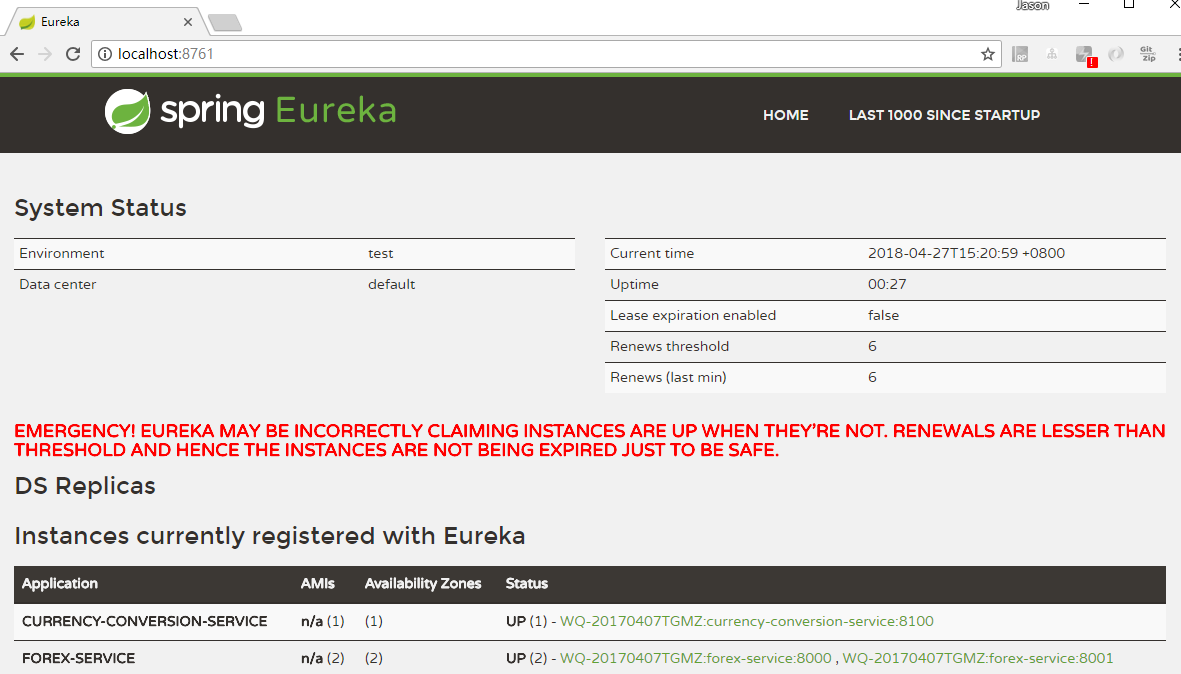 Eureka
Jason
localhost:8761
RP
Git
Zip
spring Eureka
HOME LAST 1000 SINCE STARTUP
System Status
Environment test
Data center default
Current time 2018-04-27T15:20:59 +0800
Uptime 00:27
Lease expiration enabled false
Renews threshold 6
Renews (last min) 6
EMERGENCY! EUREKA MAY BE INCORRECTLY CLAIMING INSTANCES ARE UP WHEN THEY'RE NOT. RENEWALS ARE LESSER THAN
THRESHOLD AND HENCE THE INSTANCES ARE NOT BEING EXPIRED JUST TO BE SAFE.
DS Replicas
Instances currently registered with Eureka
Application AMIs Availability Zones Status
CURRENCY-CONVERSION-SERVICE n/a (1) (1) UP (1) - WQ-20170407TGMZ:currency-conversion-service:8100
FOREX-SERVICE n/a (2) (2) UP (2) - WQ-20170407TGMZ:forex-service:8000 , WQ-20170407TGMZ:forex-service:8001